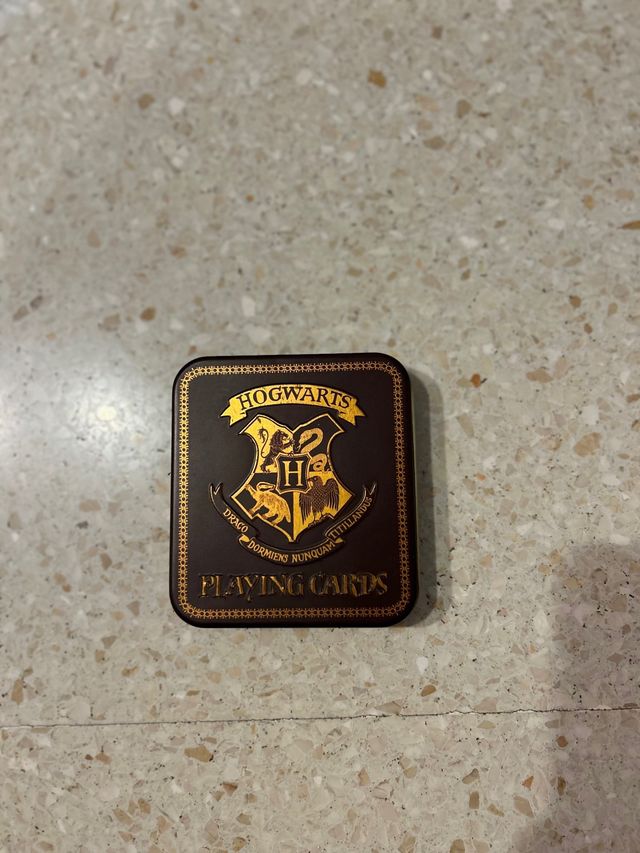 HOGWARTS
H
DRACO DORMIENS NUNQUAM TITILLANDUS
PLAYING CARDS